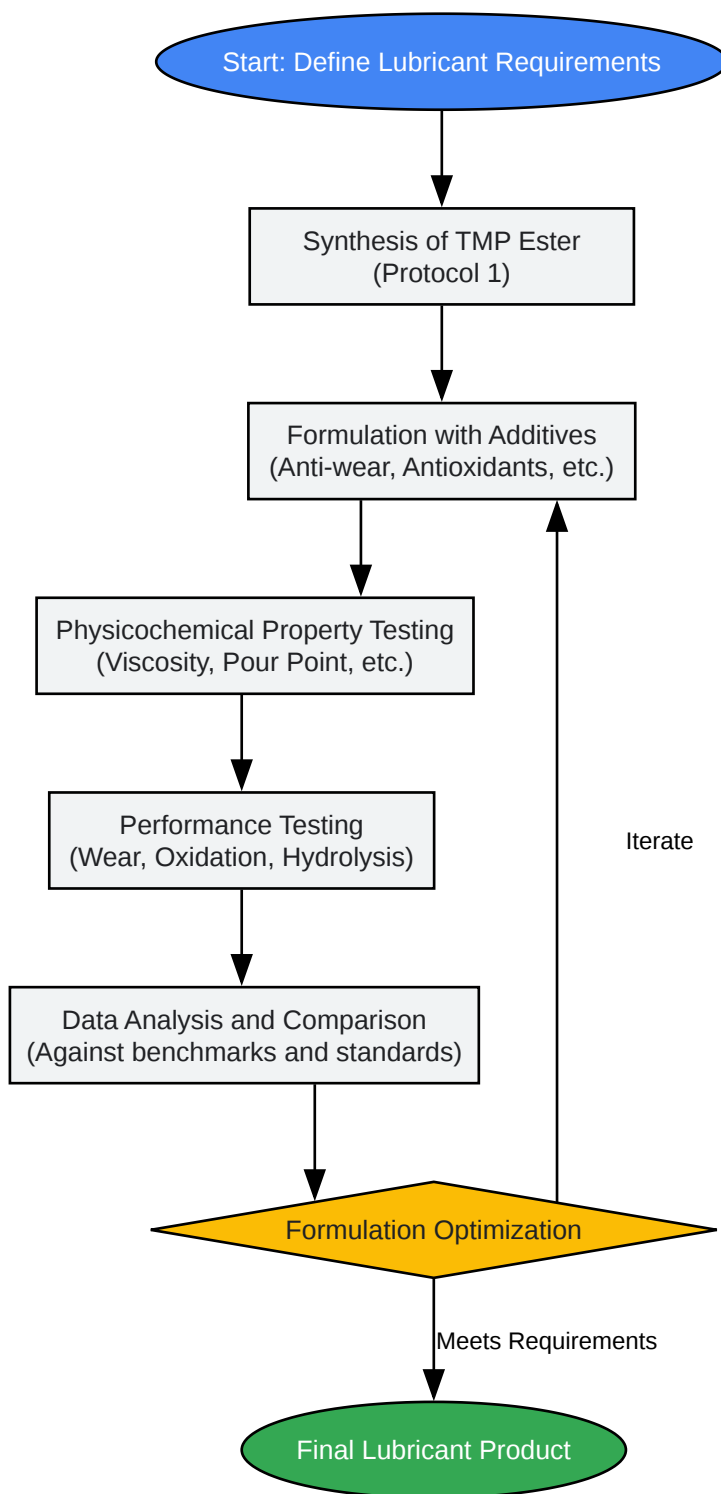 Start: Define Lubricant Requirements
Synthesis of TMP Ester
(Protocol 1)
Formulation with Additives
(Anti-wear, Antioxidants, etc.)
Physicochemical Property Testing
(Viscosity, Pour Point, etc.)
Performance Testing
(Wear, Oxidation, Hydrolysis)
Iterate
Data Analysis and Comparison
(Against benchmarks and standards)
Formulation Optimization
Meets Requirements
Final Lubricant Product